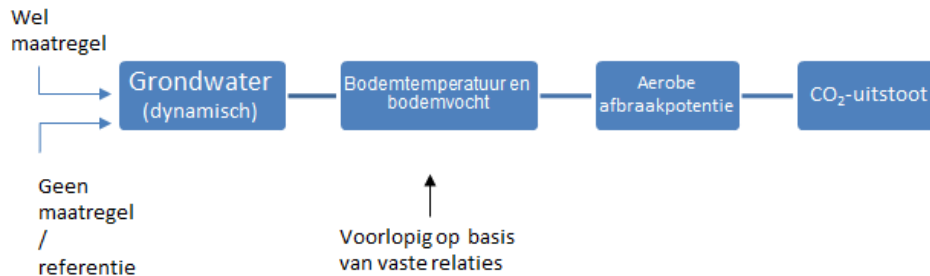 Wel
maatregel
Grondwater
(dynamisch)
Bodemtemperatuur en
bodemvocht
Aerobe
afbraakpotentie
CO₂-uitstoot
Geen
maatregel
/
referentie
Voorlopig op basis
van vaste relaties